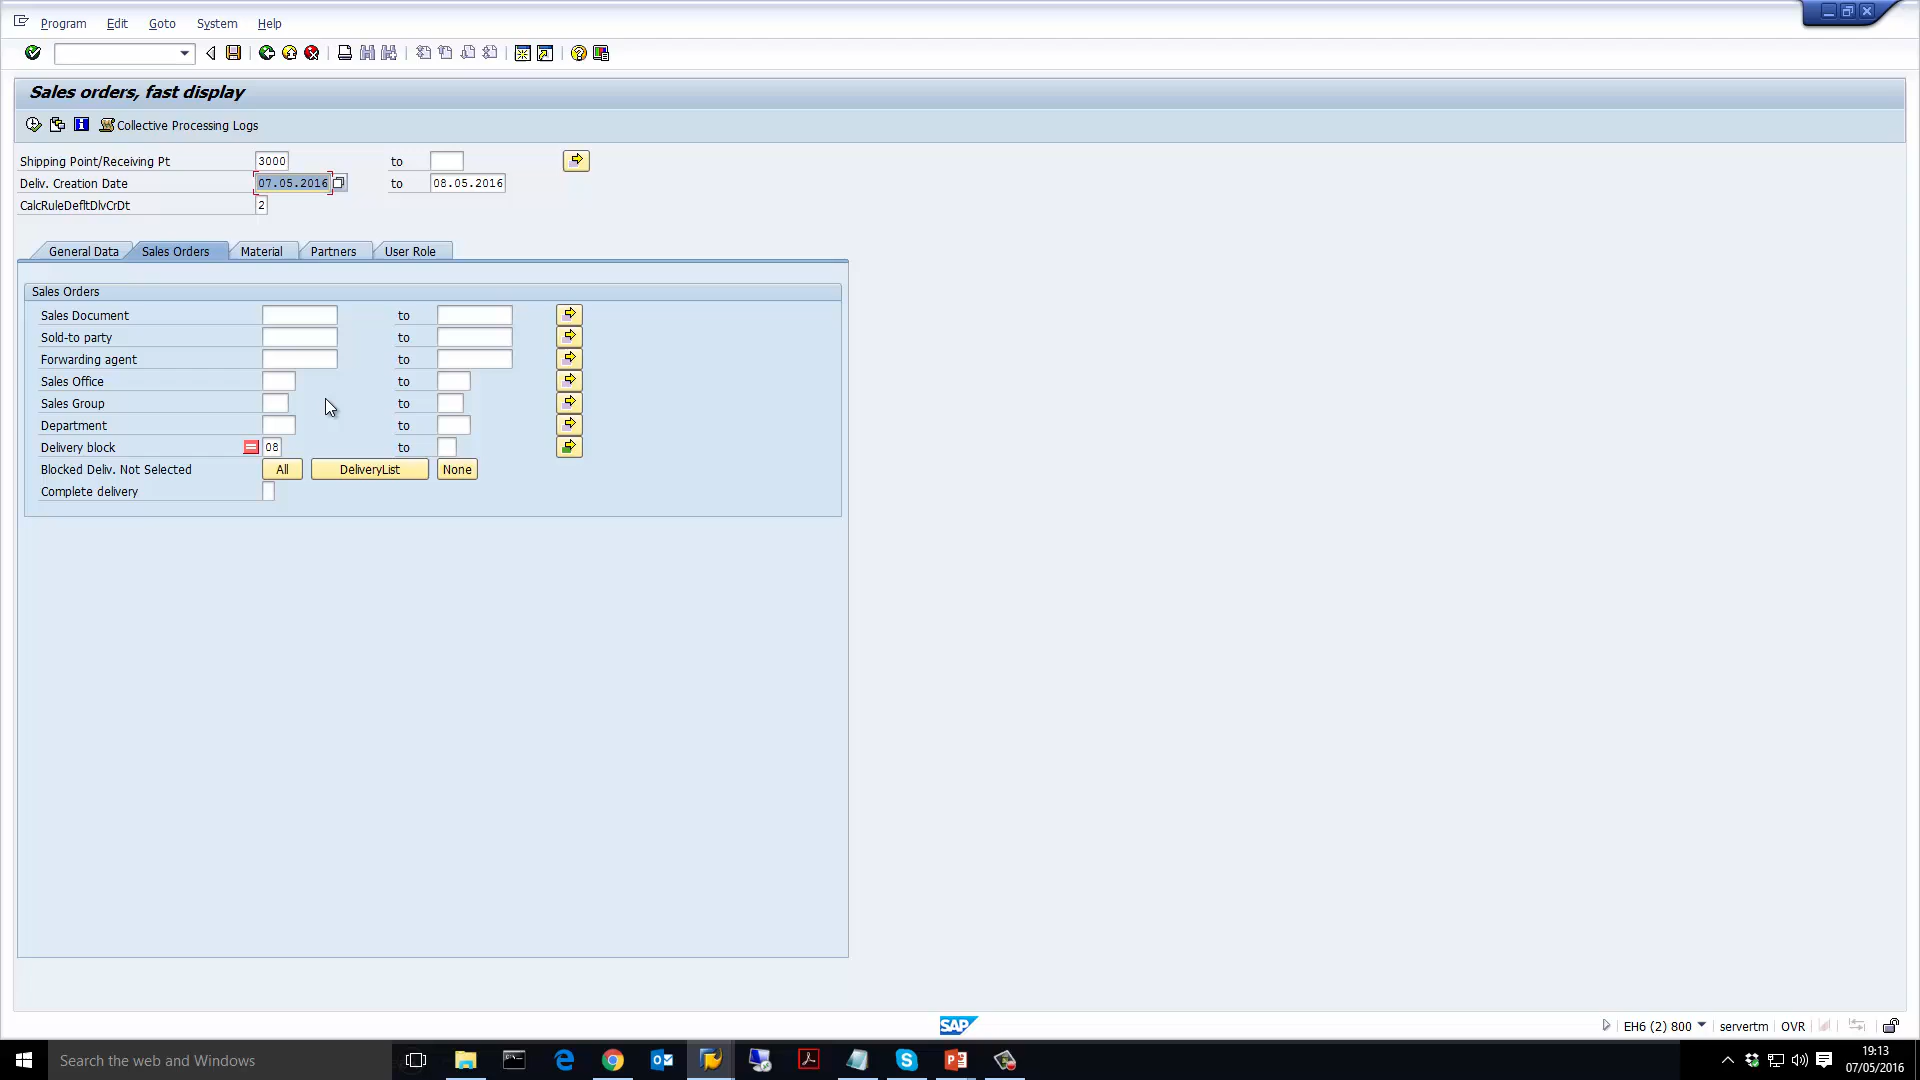 Program Edit Goto System Help
Sales orders, fast display
Collective Processing Logs
Shipping Point/Receiving Pt 3000 to
Deliv. Creation Date 07.05.2016 to 08.05.2016
CalcRuleDefltDlvCrDt 2
General Data Sales Orders Material Partners User Role
Sales Orders
Sales Document to
Sold-to party to
Forwarding agent to
Sales Office to
Sales Group to
Department to
Delivery block 08 to
Blocked Deliv. Not Selected All DeliveryList None
Complete delivery
SAP
EH6 (2) 800 servertm OVR
Search the web and Windows
19:13
07/05/2016